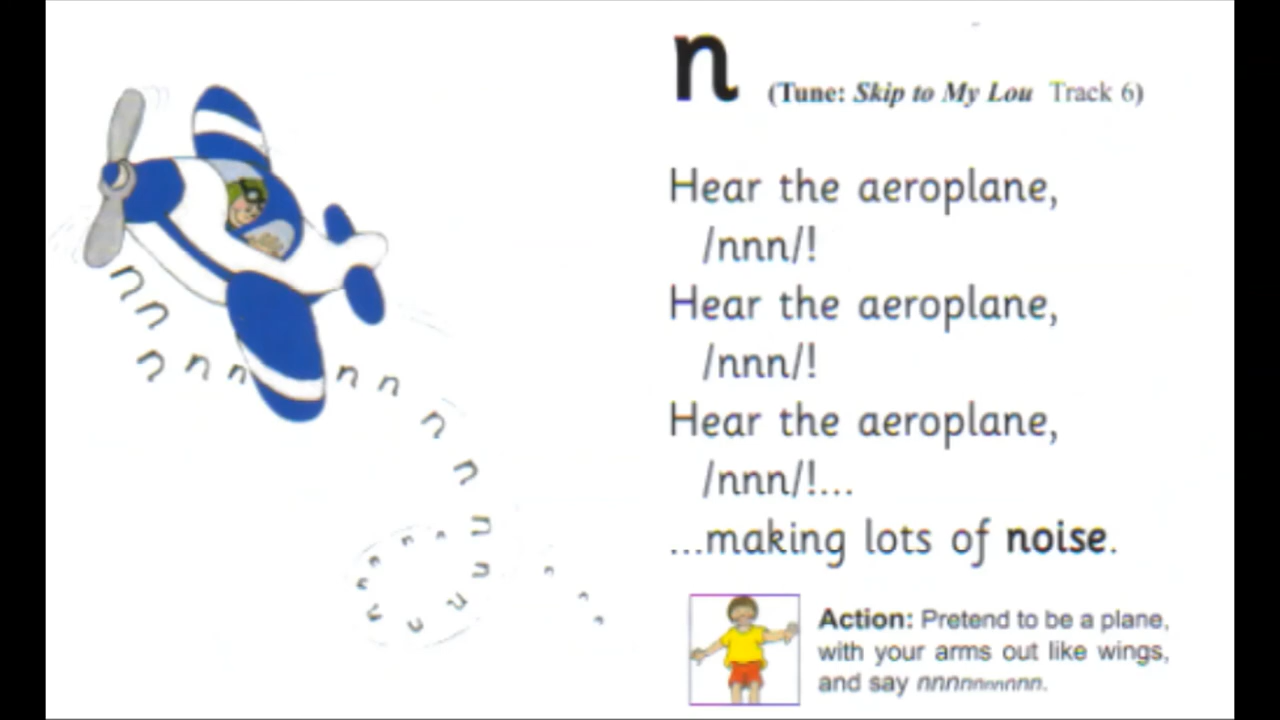 n
(Tune: Skip to My Lou Track 6)
Hear the aeroplane,
/nnn/!
Hear the aeroplane,
/nnn/!
Hear the aeroplane,
/nnn/!...
...making lots of noise.
Action: Pretend to be a plane,
with your arms out like wings,
and say nnnnnnnnnn.
n n n n n n n n n n n n n n n n n n n n n n n